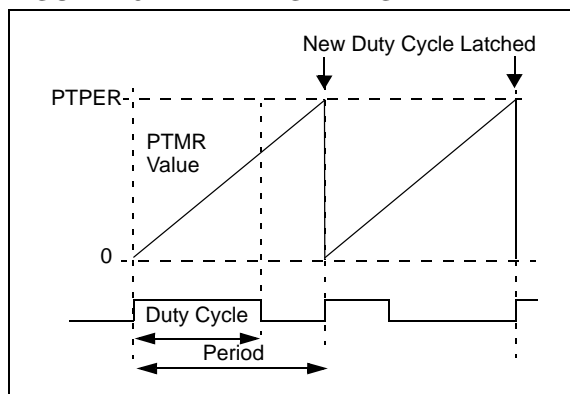 New Duty Cycle Latched
PTPER
PTMR
Value
0
Duty Cycle
Period